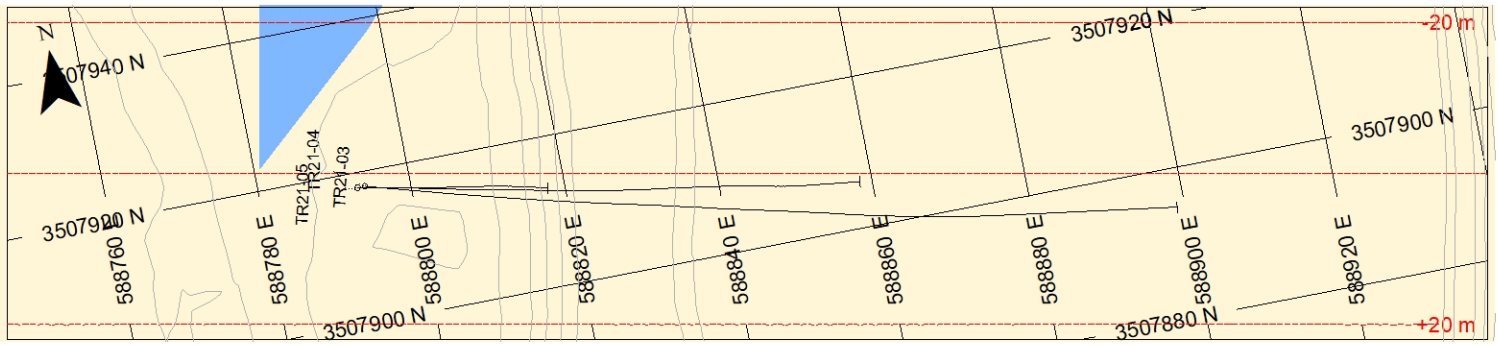 -20 m
3507920 N
N
3507940 N
3507900 N
TR21-04
TR21-03
TR21-05
3507920 N
588760 E
588780 E
588800 E
588820 E
588840 E
588860 E
588880 E
588900 E
588920 E
3507900 N
3507880 N
+20 m